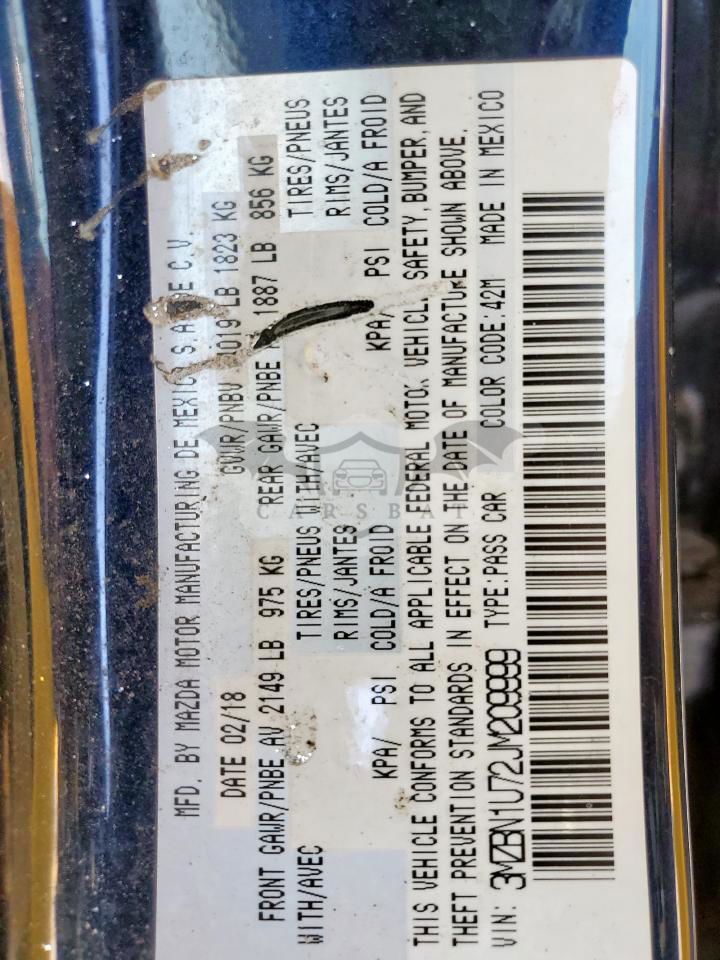 MFD. BY MAZDA MOTOR MANUFACTURING DE MEXICO S.A. DE C.V.
DATE 02/18 GVWR/PNBV LB 1823 KG
FRONT GAWR/PNBE AV 2149 LB 975 KG REAR GAWR/PNBE 1887 LB 856 KG
WITH/AVEC TIRES/PNEUS WITH/AVEC TIRES/PNEUS
RIMS/JANTES RIMS/JANTES
KPA/ PSI COLD/A FROID KPA/ PSI COLD/A FROID
THIS VEHICLE CONFORMS TO ALL APPLICABLE FEDERAL MOTOR VEHICLE SAFETY, BUMPER, AND
THEFT PREVENTION STANDARDS IN EFFECT ON THE DATE OF MANUFACTURE SHOWN ABOVE.
VIN: 3MZBN1U72JM209999 TYPE:PASS CAR COLOR CODE:42M MADE IN MEXICO
CARSBAT